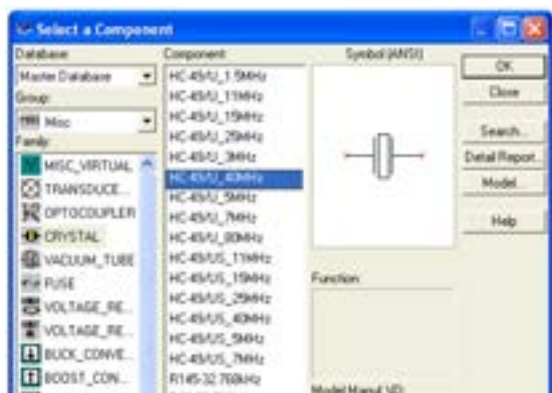 Select a Component
Database:
Master Database
Group:
Misc
Family:
MISC_VIRTUAL
TRANSDUCE...
OPTOCOUPLER
CRYSTAL
VACUUM_TUBE
FUSE
VOLTAGE_RE...
VOLTAGE_RE...
BUCK_CONVE...
BOOST_CON...
Component:
HC-49/U_1.5MHz
HC-49/U_11MHz
HC-49/U_15MHz
HC-49/U_25MHz
HC-49/U_3MHz
HC-49/U_40MHz
HC-49/U_5MHz
HC-49/U_7MHz
HC-49/U_80MHz
HC-49/US_11MHz
HC-49/US_15MHz
HC-49/US_25MHz
HC-49/US_40MHz
HC-49/US_5MHz
HC-49/US_7MHz
R145-32.768kHz
Symbol (ANSI)
Function:
OK
Close
Search...
Detail Report...
Model...
Help